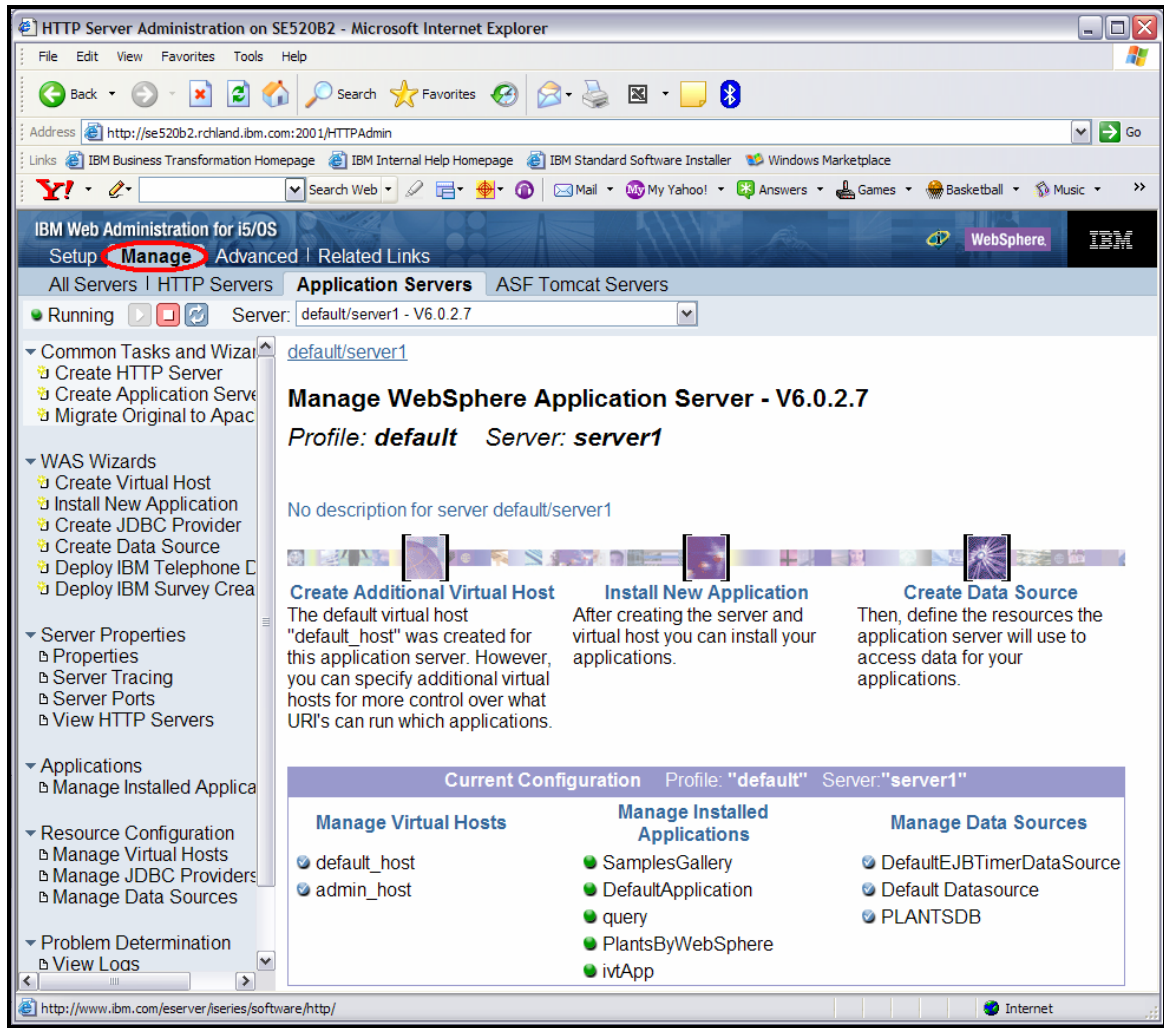 HTTP Server Administration on SE520B2 - Microsoft Internet Explorer
File Edit View Favorites Tools Help
Back Search Favorites
Address http://se520b2.rchland.ibm.com:2001/HTTPAdmin Go
Links IBM Business Transformation Homepage IBM Internal Help Homepage IBM Standard Software Installer Windows Marketplace
Y! Search Web Mail My Yahoo! Answers Games Basketball Music »
IBM Web Administration for i5/OS
WebSphere. IBM
Setup Manage Advanced | Related Links
All Servers | HTTP Servers Application Servers ASF Tomcat Servers
Running Server: default/server1 - V6.0.2.7
Common Tasks and Wizar
Create HTTP Server
Create Application Serve
Migrate Original to Apac
WAS Wizards
Create Virtual Host
Install New Application
Create JDBC Provider
Create Data Source
Deploy IBM Telephone D
Deploy IBM Survey Crea
Server Properties
Properties
Server Tracing
Server Ports
View HTTP Servers
Applications
Manage Installed Applica
Resource Configuration
Manage Virtual Hosts
Manage JDBC Providers
Manage Data Sources
Problem Determination
View Logs
default/server1
Manage WebSphere Application Server - V6.0.2.7
Profile: default Server: server1
No description for server default/server1
Create Additional Virtual Host
The default virtual host
"default_host" was created for
this application server. However,
you can specify additional virtual
hosts for more control over what
URI's can run which applications.
Install New Application
After creating the server and
virtual host you can install your
applications.
Create Data Source
Then, define the resources the
application server will use to
access data for your
applications.
Current Configuration Profile: "default" Server:"server1"
Manage Virtual Hosts
default_host
admin_host
Manage Installed
Applications
SamplesGallery
DefaultApplication
query
PlantsByWebSphere
ivtApp
Manage Data Sources
DefaultEJBTimerDataSource
Default Datasource
PLANTSDB
http://www.ibm.com/eserver/iseries/software/http/ Internet